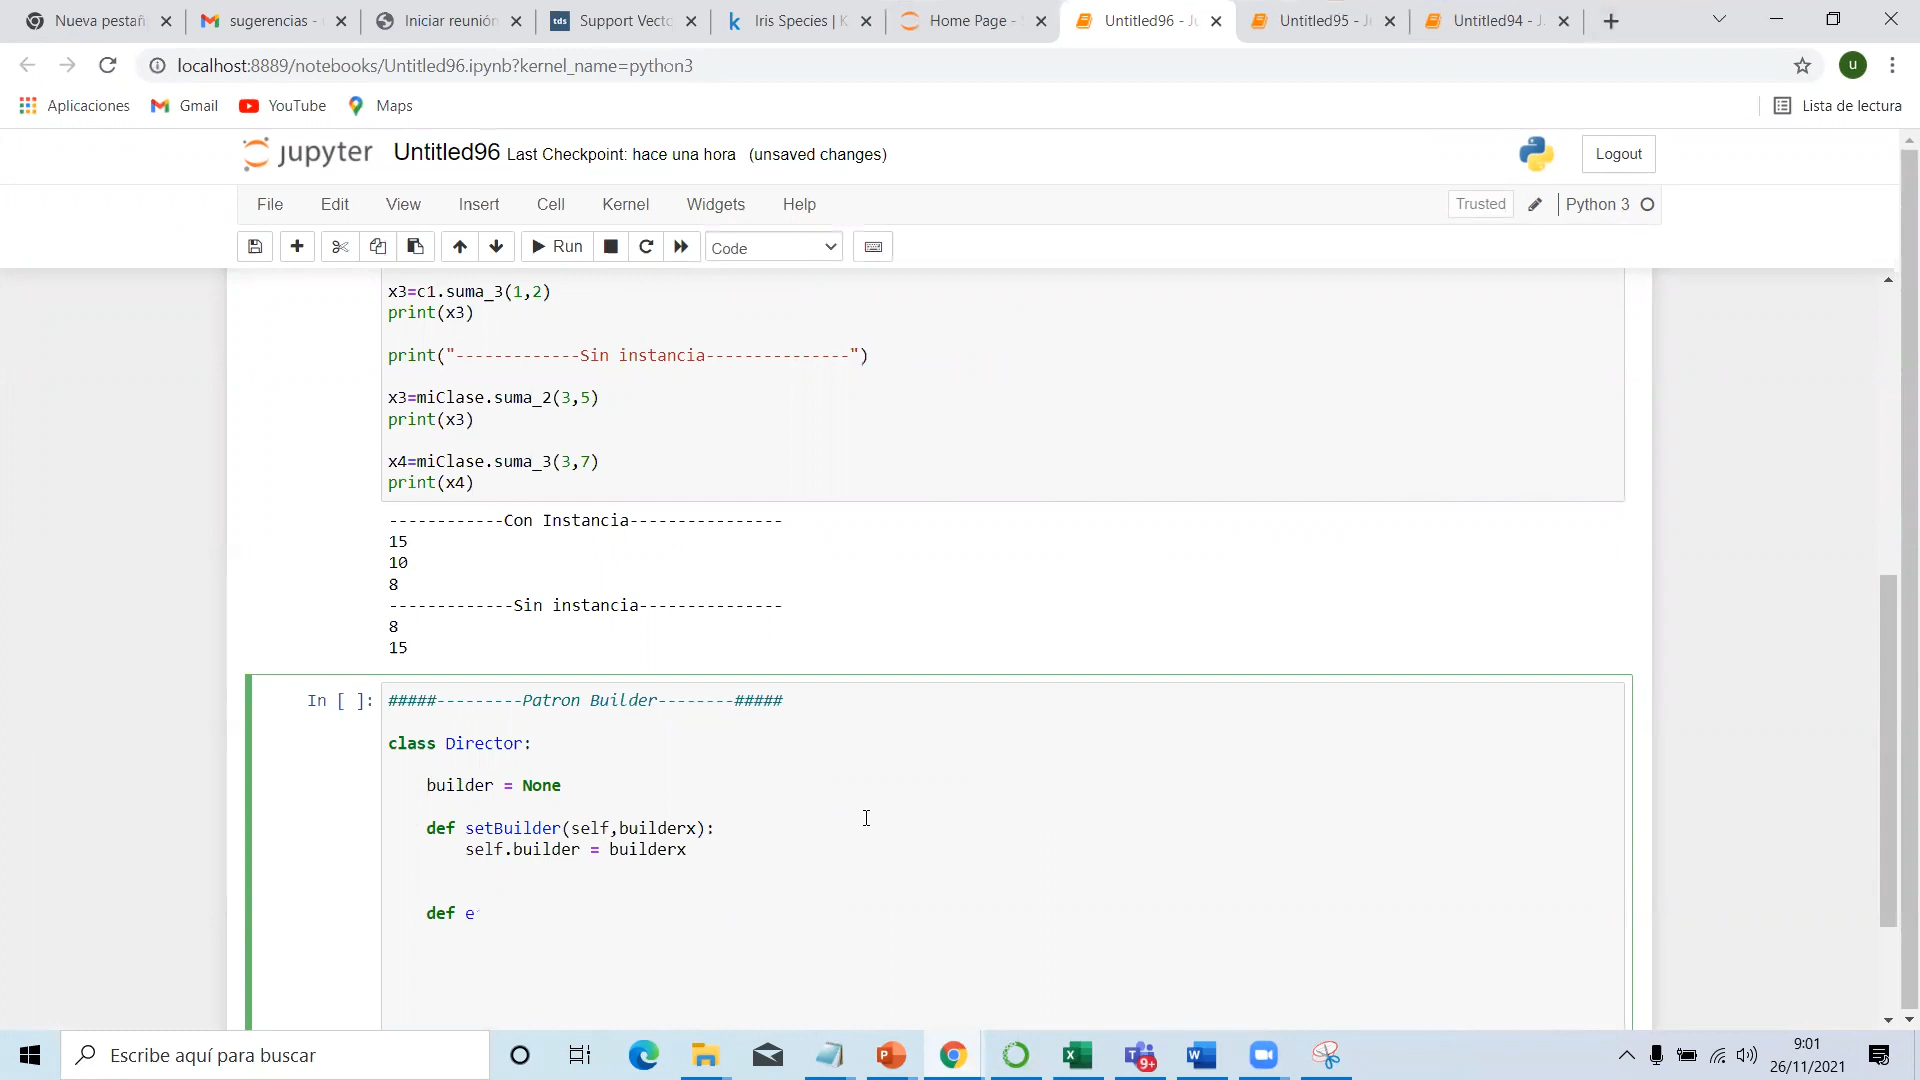 Nueva pestañ
sugerencias -
Iniciar reunión
Support Vecto
Iris Species | K
Home Page -
Untitled96 - Ju
Untitled95 - J
Untitled94 - J
localhost:8889/notebooks/Untitled96.ipynb?kernel_name=python3
u
Aplicaciones Gmail YouTube Maps Lista de lectura
jupyter Untitled96 Last Checkpoint: hace una hora (unsaved changes) Logout
File Edit View Insert Cell Kernel Widgets Help Trusted Python 3
Run Code
x3=c1.suma_3(1,2)
print(x3)
print("-------------Sin instancia---------------")
x3=miClase.suma_2(3,5)
print(x3)
x4=miClase.suma_3(3,7)
print(x4)
------------Con Instancia----------------
15
10
8
-------------Sin instancia---------------
8
15
In [ ]: #####---------Patron Builder--------#####
class Director:
builder = None
def setBuilder(self,builderx):
self.builder = builderx
def e
Escribe aquí para buscar
9+
9:01
26/11/2021